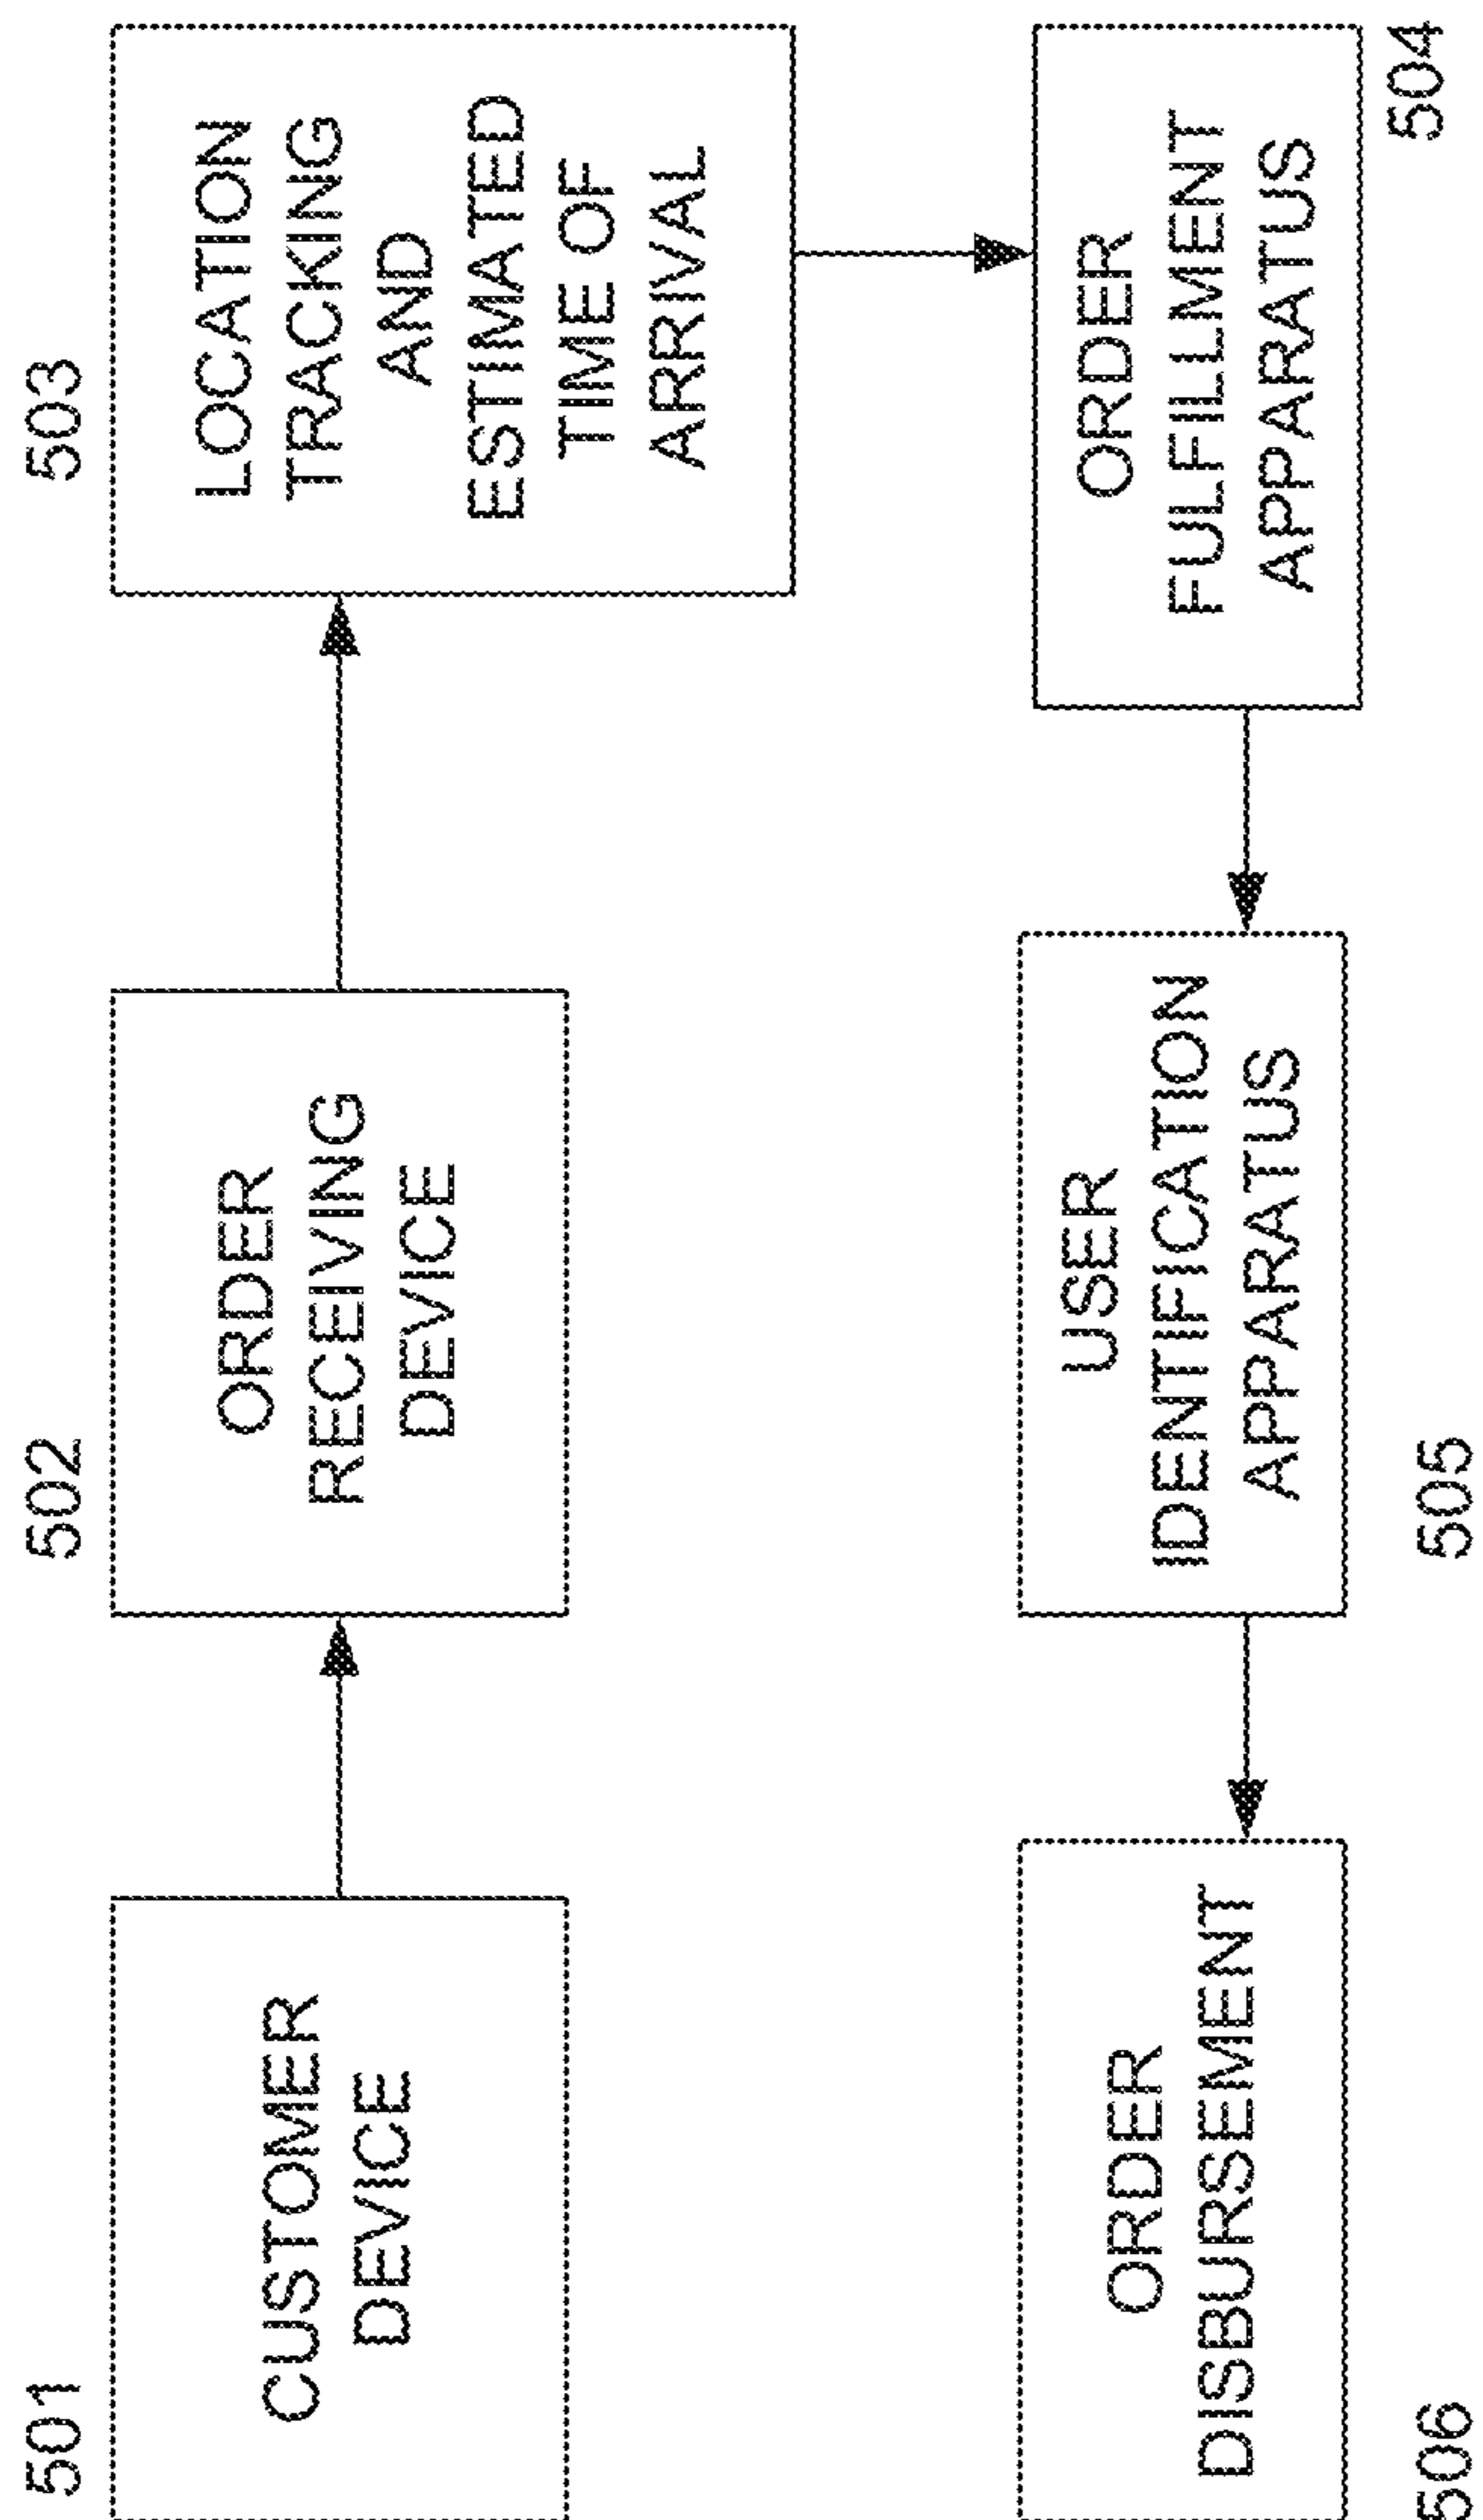 501
CUSTOMER
DEVICE
502
ORDER
RECEIVING
DEVICE
503
LOCATION
TRACKING
AND
ESTIMATED
TIME OF
ARRIVAL
ORDER
FULFILLMENT
APPARATUS
504
USER
IDENTIFICATION
APPARATUS
505
ORDER
DISBURSEMENT
506